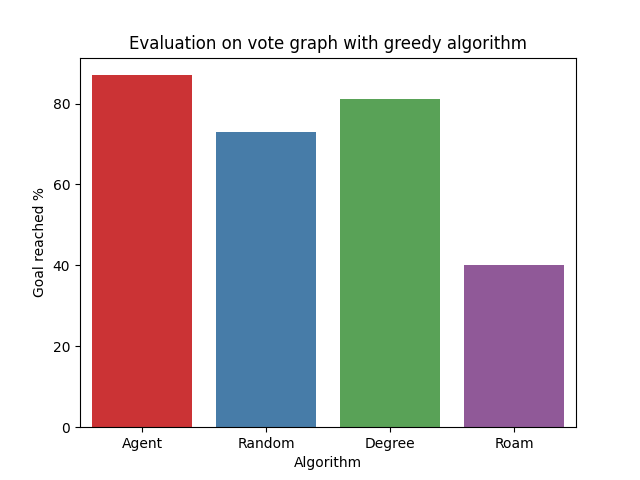 Evaluation on vote graph with greedy algorithm
Goal reached %
80
60
40
20
0
Agent Random Degree Roam
Algorithm